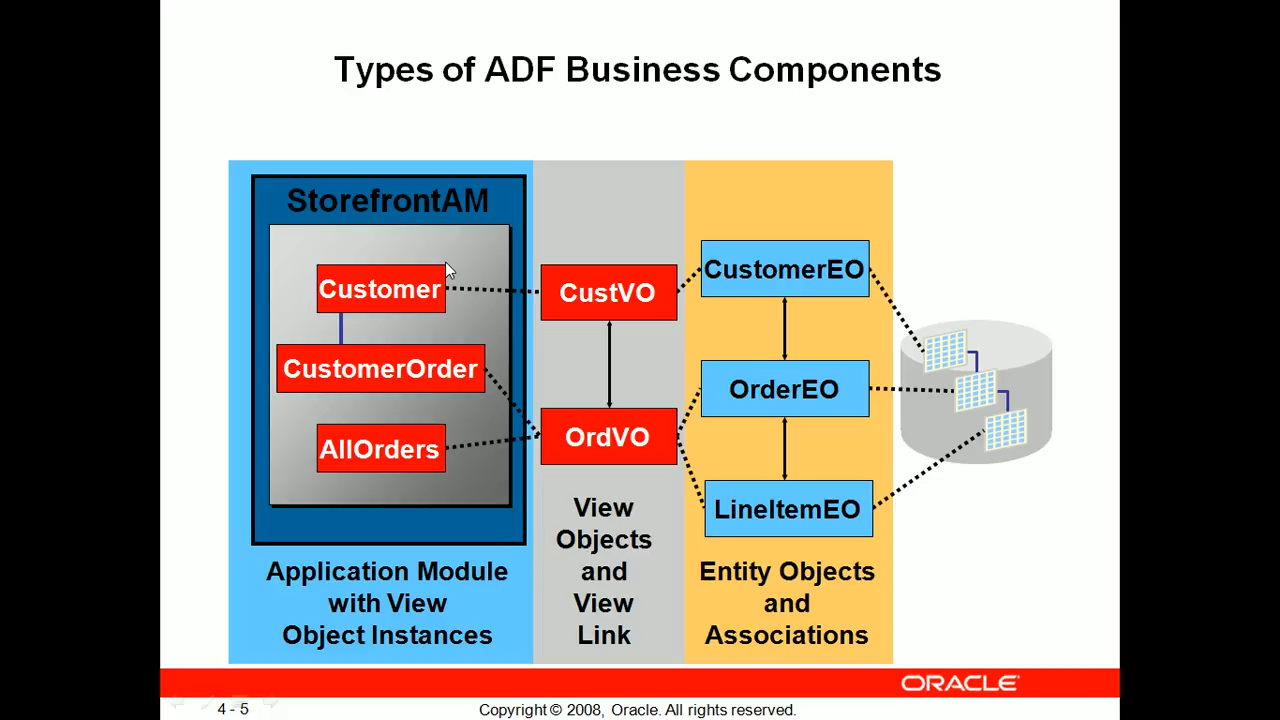 Types of ADF Business Components
StorefrontAM
Customer
CustomerOrder
AllOrders
CustVO
OrdVO
CustomerEO
OrderEO
LineItemEO
Application Module
with View
Object Instances
View
Objects
and
View
Link
Entity Objects
and
Associations
ORACLE
4 - 5
Copyright © 2008, Oracle. All rights reserved.